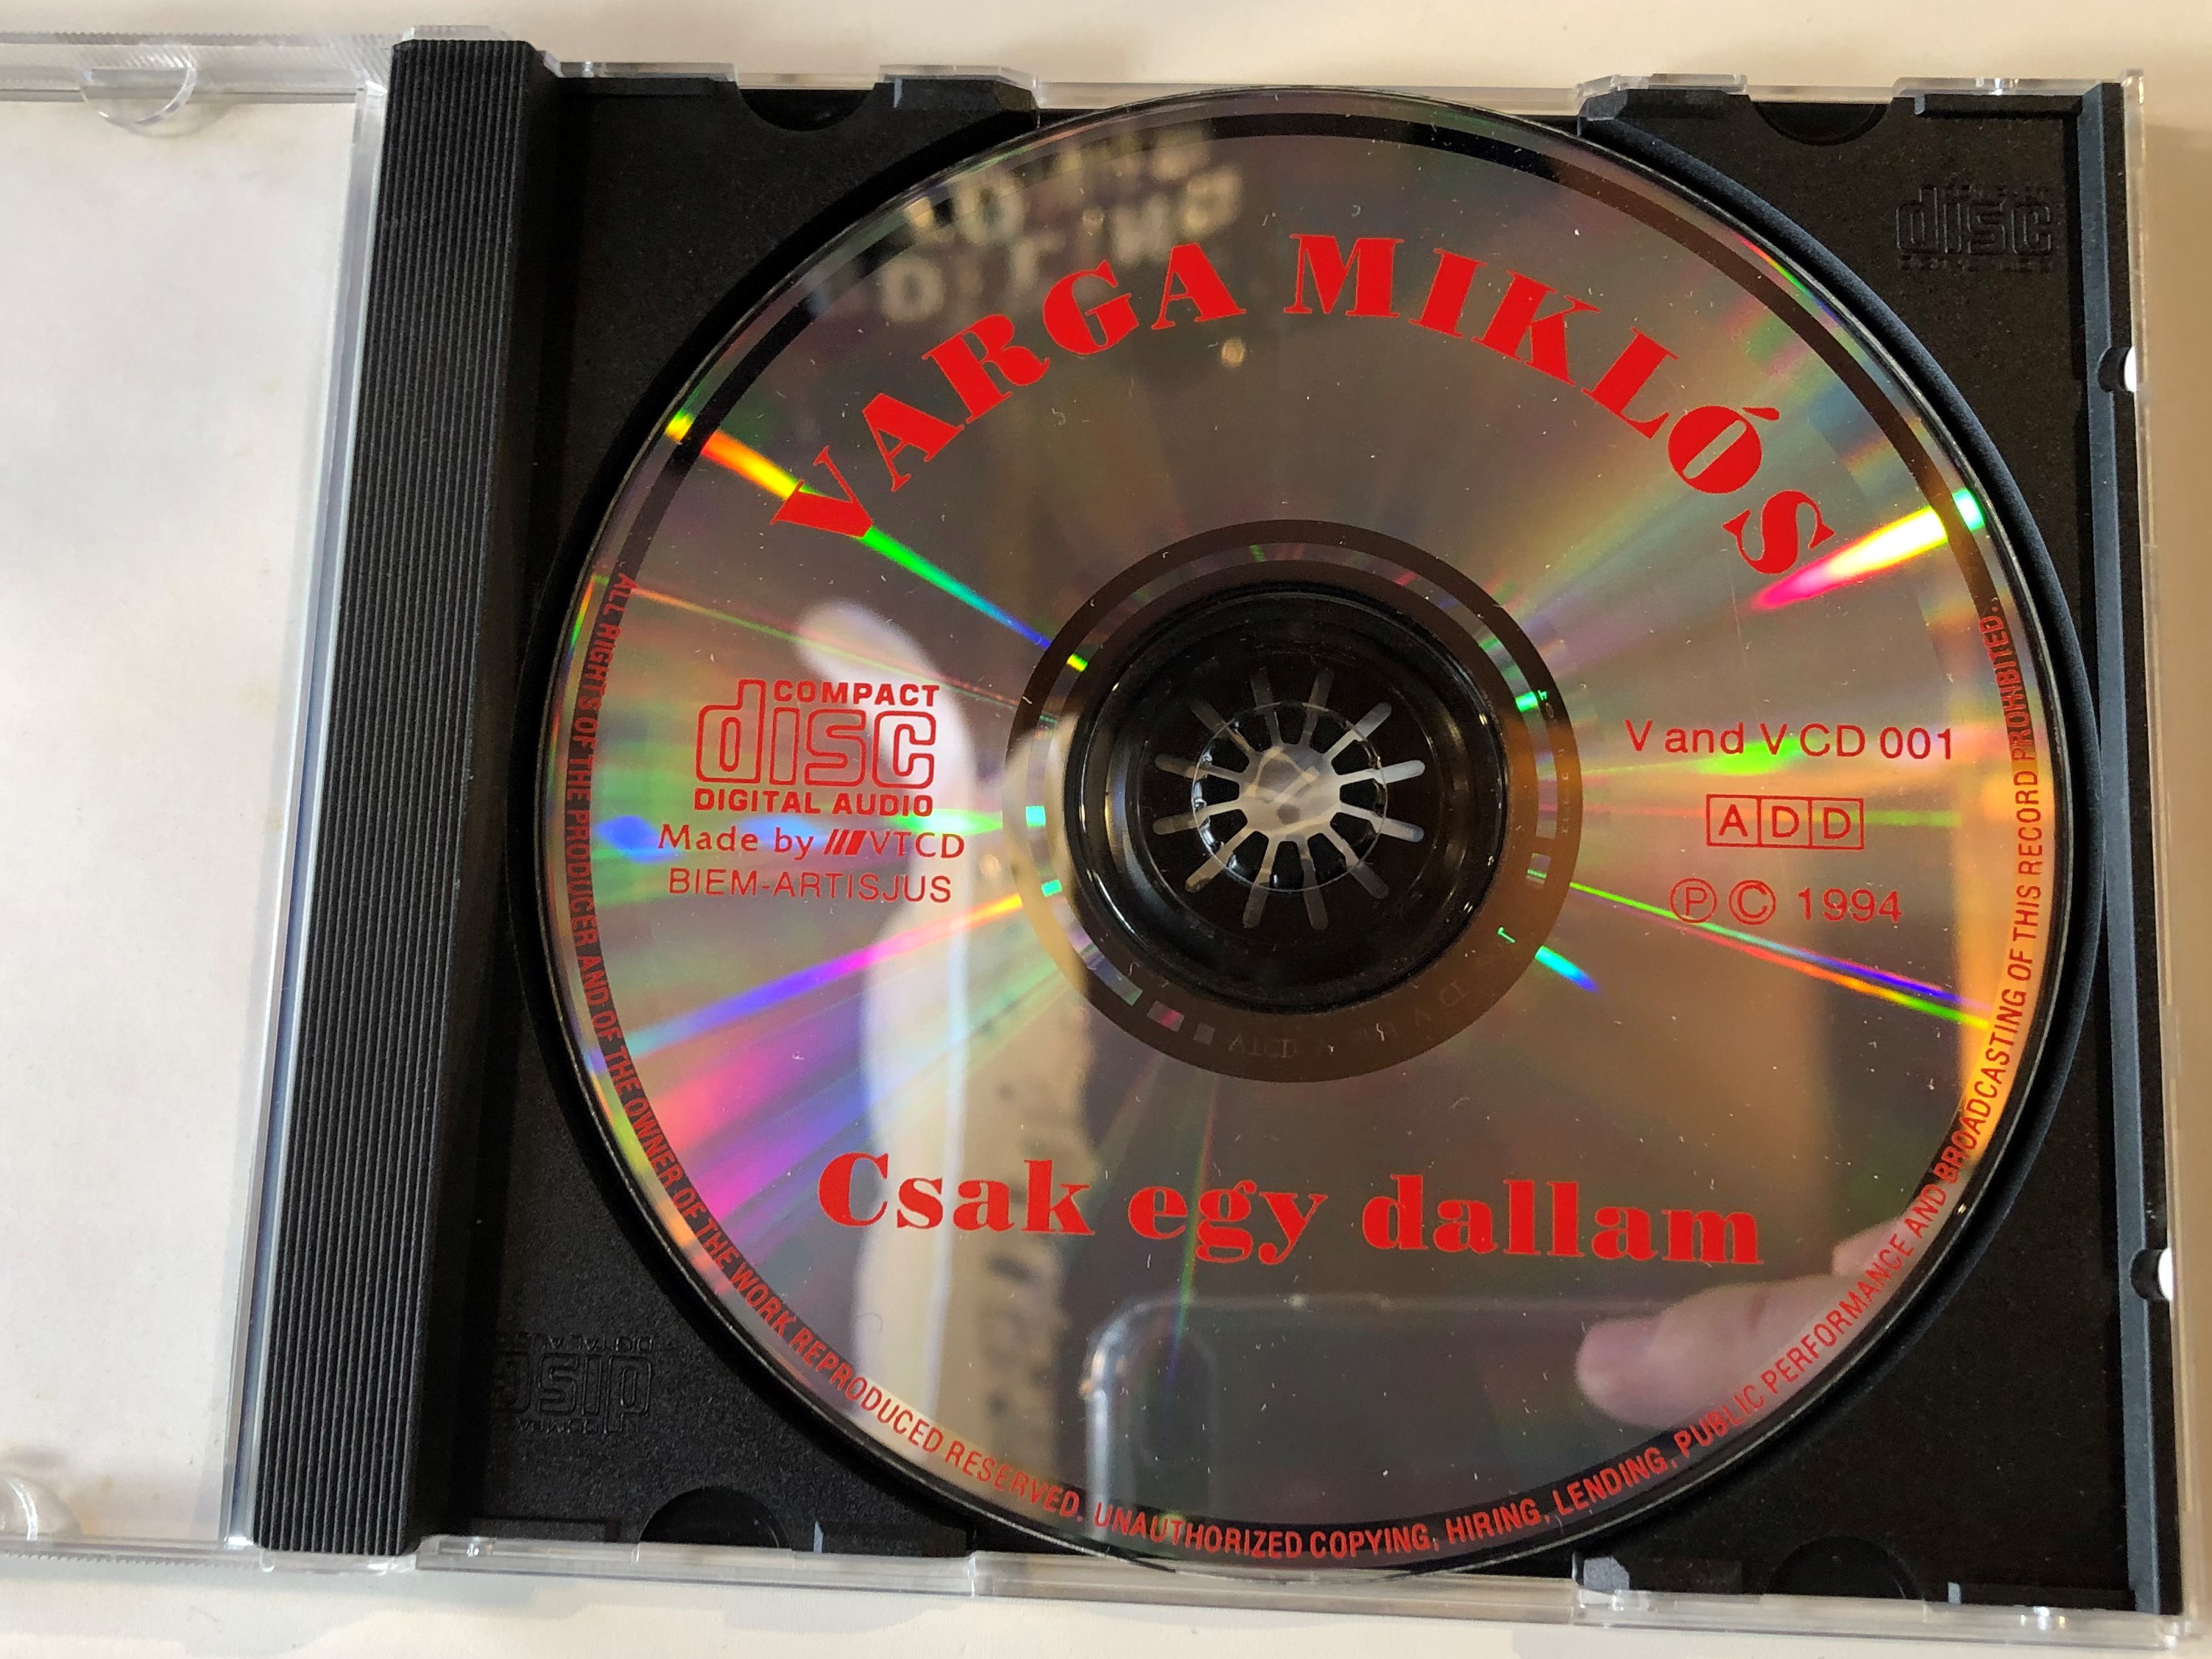 VARGA MIKLÓS
COMPACT
disc
DIGITAL AUDIO
Made by VTCD
BIEM-ARTISJUS
V and V CD 001
ADD
Ⓟ © 1994
Csak egy dallam
ALL RIGHTS OF THE PRODUCER AND OF THE OWNER OF THE WORK REPRODUCED RESERVED. UNAUTHORIZED COPYING, HIRING, LENDING, PUBLIC PERFORMANCE AND BROADCASTING OF THIS RECORD PROHIBITED.
disc
disc